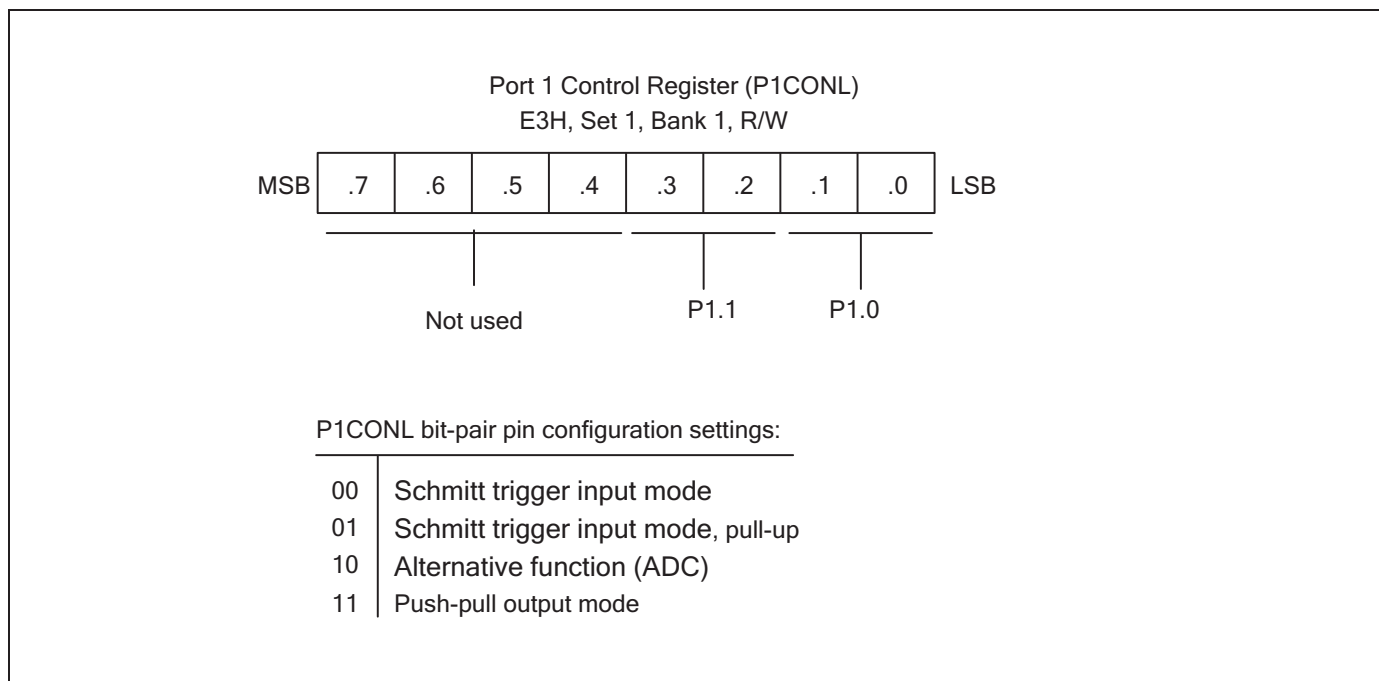 Port 1 Control Register (P1CONL)
E3H, Set 1, Bank 1, R/W
MSB .7 .6 .5 .4 .3 .2 .1 .0 LSB
Not used P1.1 P1.0
P1CONL bit-pair pin configuration settings:
00 Schmitt trigger input mode
01 Schmitt trigger input mode, pull-up
10 Alternative function (ADC)
11 Push-pull output mode